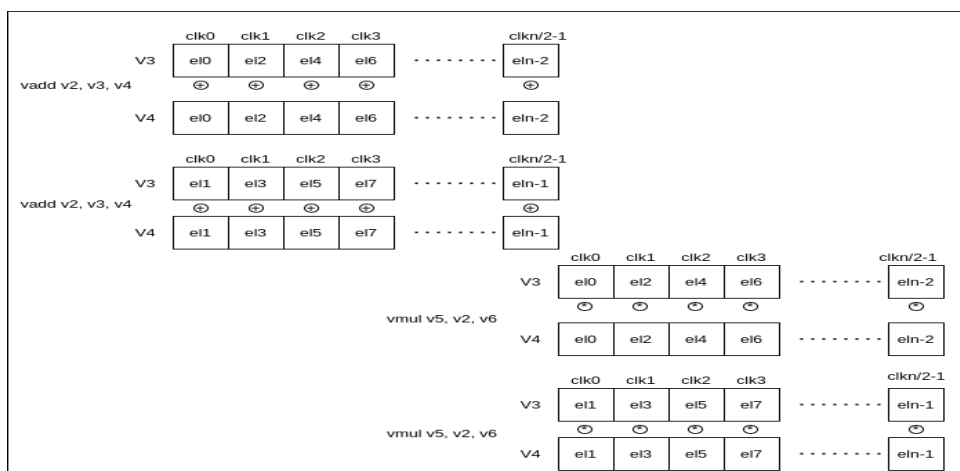 clk0 clk1 clk2 clk3 clkn/2-1
V3 el0 el2 el4 el6 - - - - - - - - eln-2
vadd v2, v3, v4 + + + + +
V4 el0 el2 el4 el6 - - - - - - - - eln-2
clk0 clk1 clk2 clk3 clkn/2-1
V3 el1 el3 el5 el7 - - - - - - - - eln-1
vadd v2, v3, v4 + + + + +
V4 el1 el3 el5 el7 - - - - - - - - eln-1
clk0 clk1 clk2 clk3 clkn/2-1
V3 el0 el2 el4 el6 - - - - - - - - eln-2
vmul v5, v2, v6 * * * * *
V4 el0 el2 el4 el6 - - - - - - - - eln-2
clk0 clk1 clk2 clk3 clkn/2-1
V3 el1 el3 el5 el7 - - - - - - - - eln-1
vmul v5, v2, v6 * * * * *
V4 el1 el3 el5 el7 - - - - - - - - eln-1